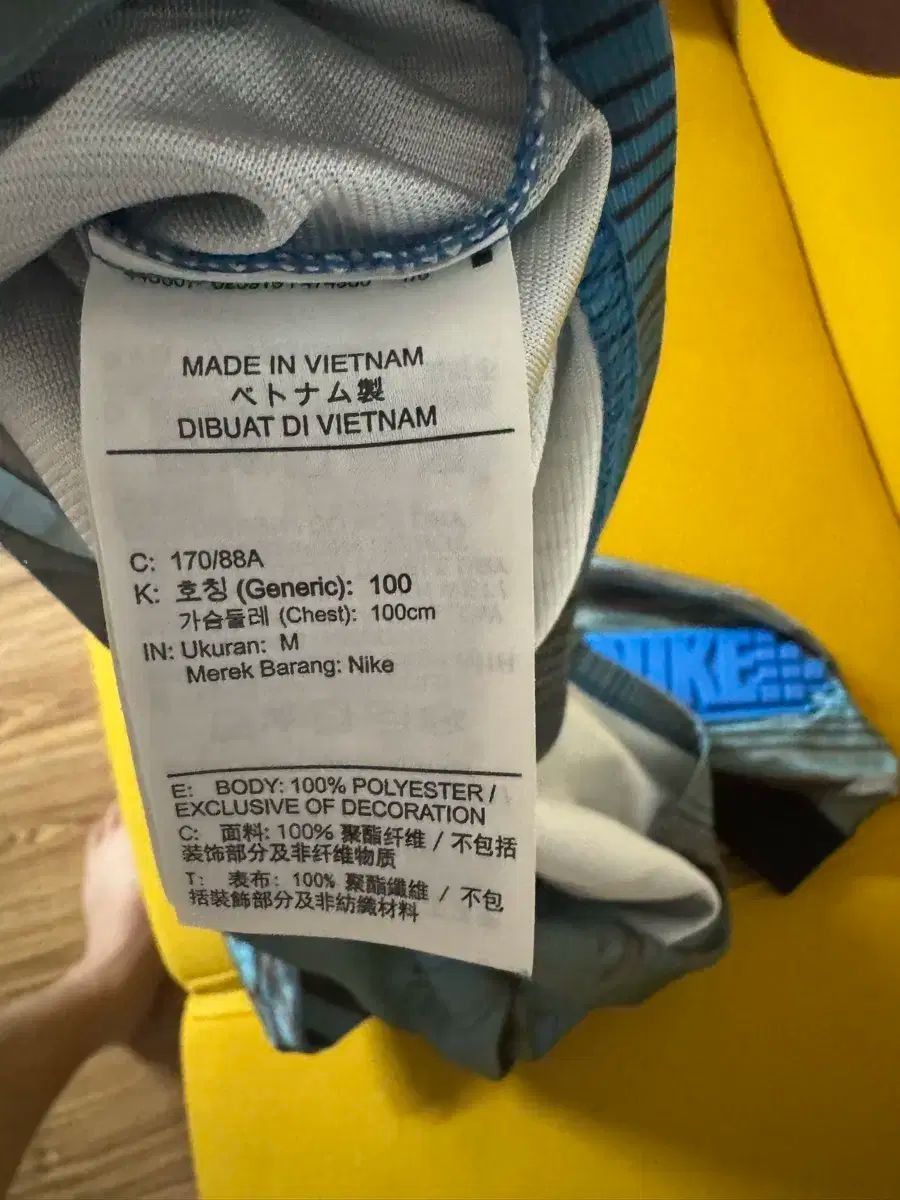 MADE IN VIETNAM
ベトナム製
DIBUAT DI VIETNAM
C: 170/88A
K: 호칭 (Generic): 100
가슴둘레 (Chest): 100cm
IN: Ukuran: M
Merek Barang: Nike
E: BODY: 100% POLYESTER /
EXCLUSIVE OF DECORATION
C: 面料: 100% 聚酯纤维 / 不包括
装饰部分及非纤维物质
T: 表布: 100% 聚酯纖維 / 不包
括裝飾部分及非紡織材料
NIKE